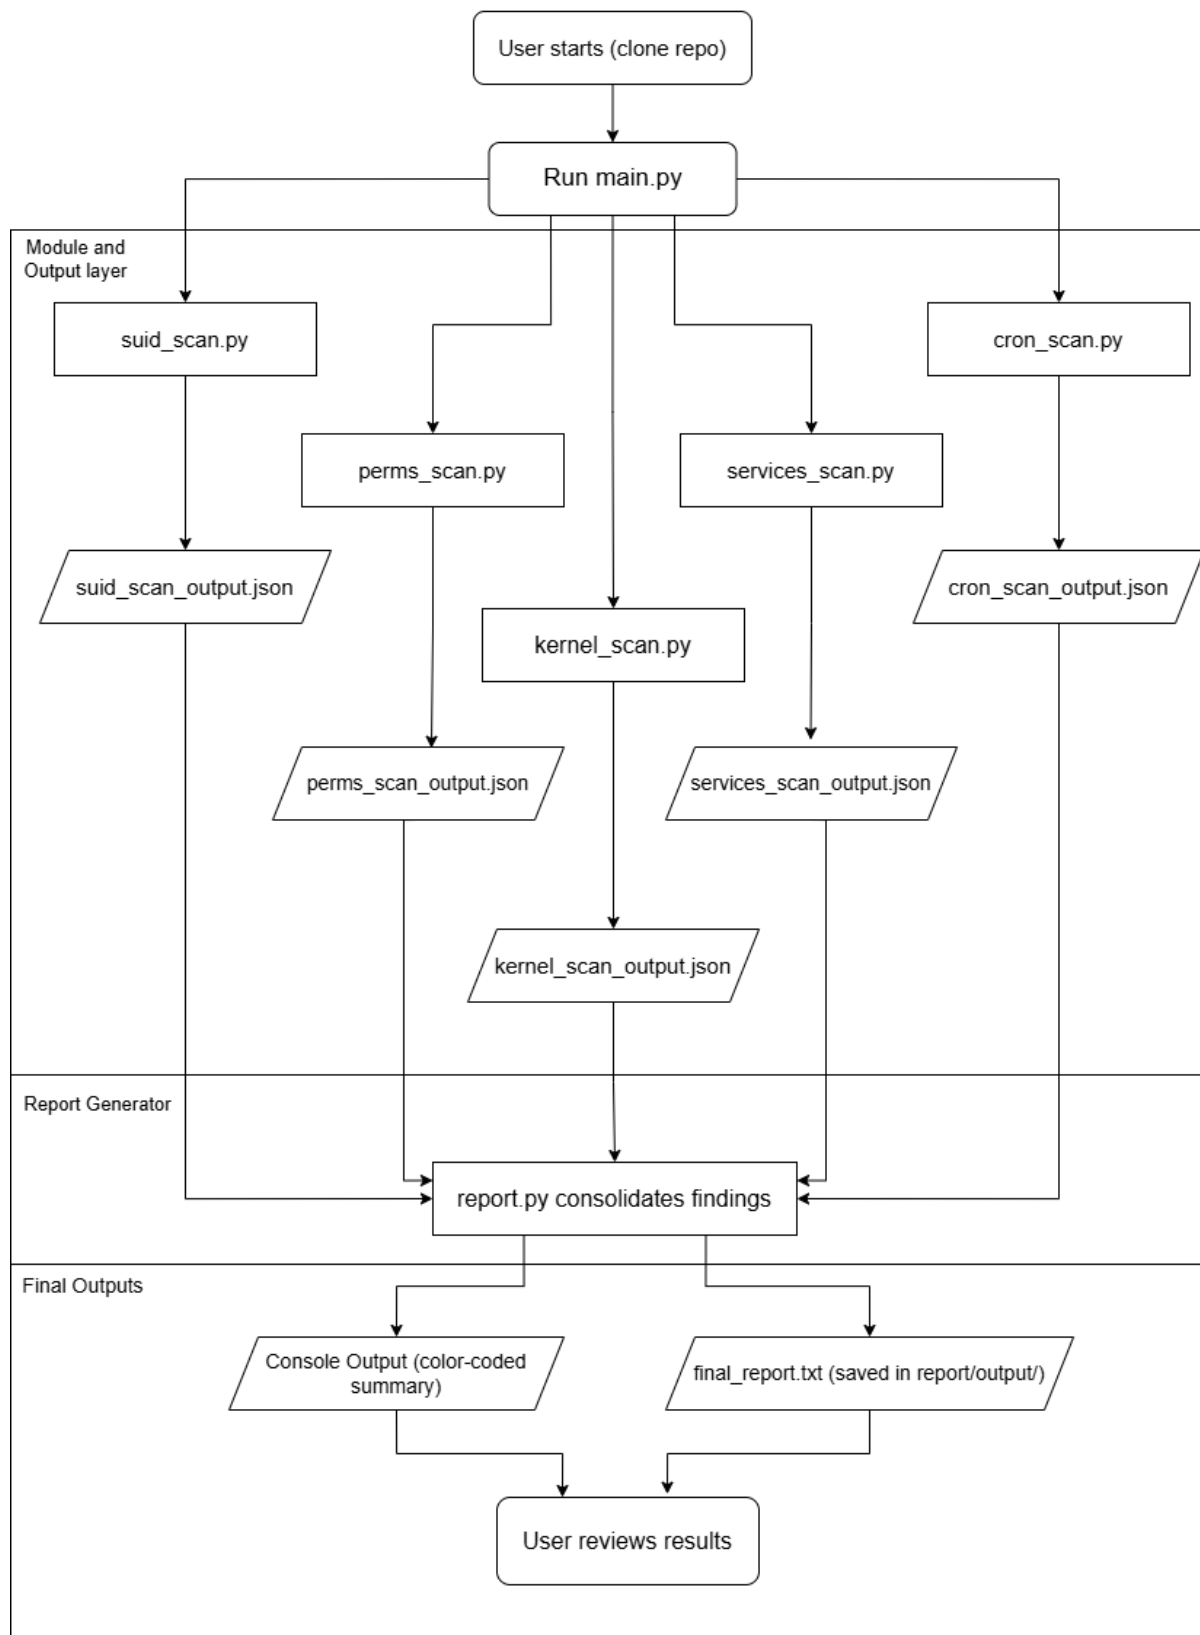 User starts (clone repo)
Run main.py
Module and
Output layer
suid_scan.py
cron_scan.py
perms_scan.py
services_scan.py
suid_scan_output.json
cron_scan_output.json
kernel_scan.py
perms_scan_output.json
services_scan_output.json
kernel_scan_output.json
Report Generator
report.py consolidates findings
Final Outputs
Console Output (color-coded
summary)
final_report.txt (saved in report/output/)
User reviews results